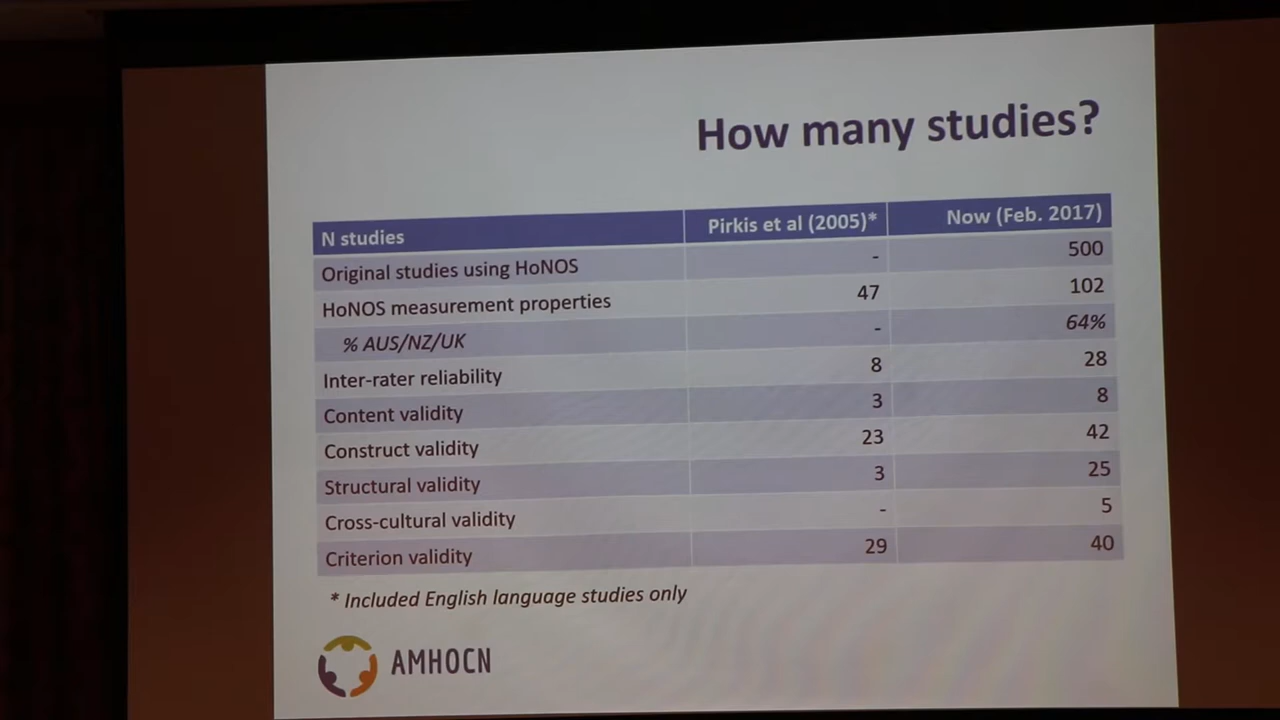 How many studies?
N studies Pirkis et al (2005)* Now (Feb. 2017)
Original studies using HoNOS - 500
HoNOS measurement properties 47 102
% AUS/NZ/UK - 64%
Inter-rater reliability 8 28
Content validity 3 8
Construct validity 23 42
Structural validity 3 25
Cross-cultural validity - 5
Criterion validity 29 40
* Included English language studies only
AMHOCN